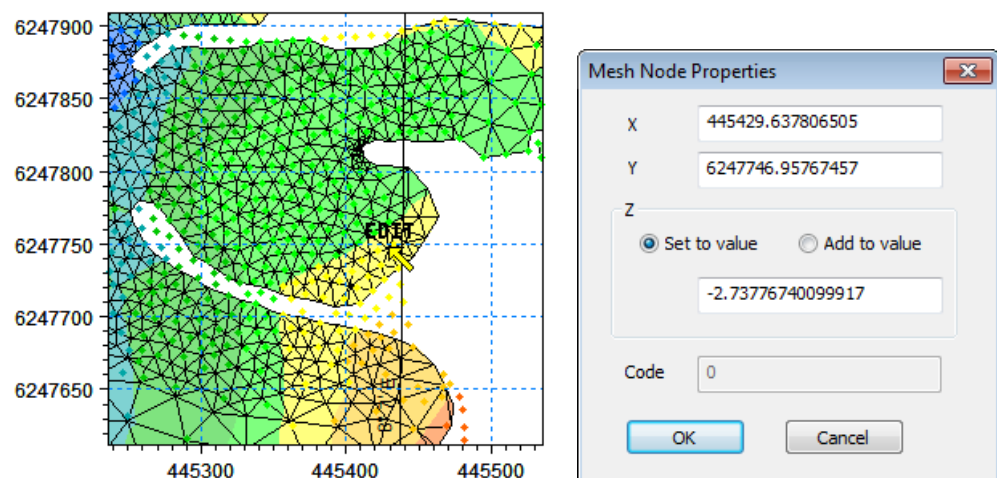 6247900
6247850
6247800
6247750
6247700
6247650
445300
445400
445500
EDIT
Mesh Node Properties
X
445429.637806505
Y
6247746.95767457
Z
Set to value
Add to value
-2.73776740099917
Code
0
OK
Cancel